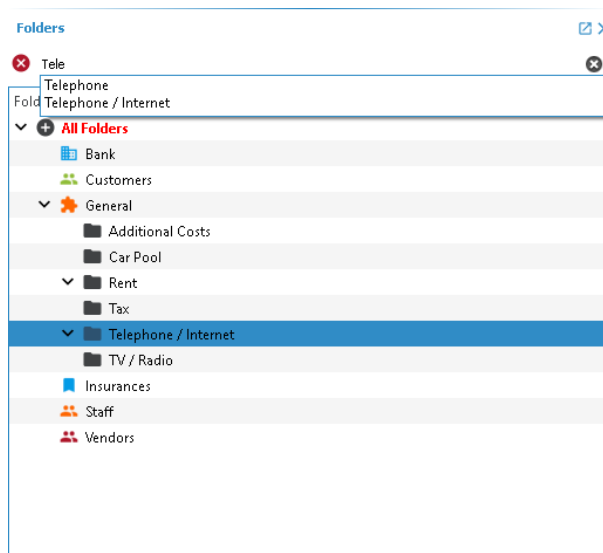 Folders
Tele
Telephone
Telephone / Internet
Fold
All Folders
Bank
Customers
General
Additional Costs
Car Pool
Rent
Tax
Telephone / Internet
TV / Radio
Insurances
Staff
Vendors